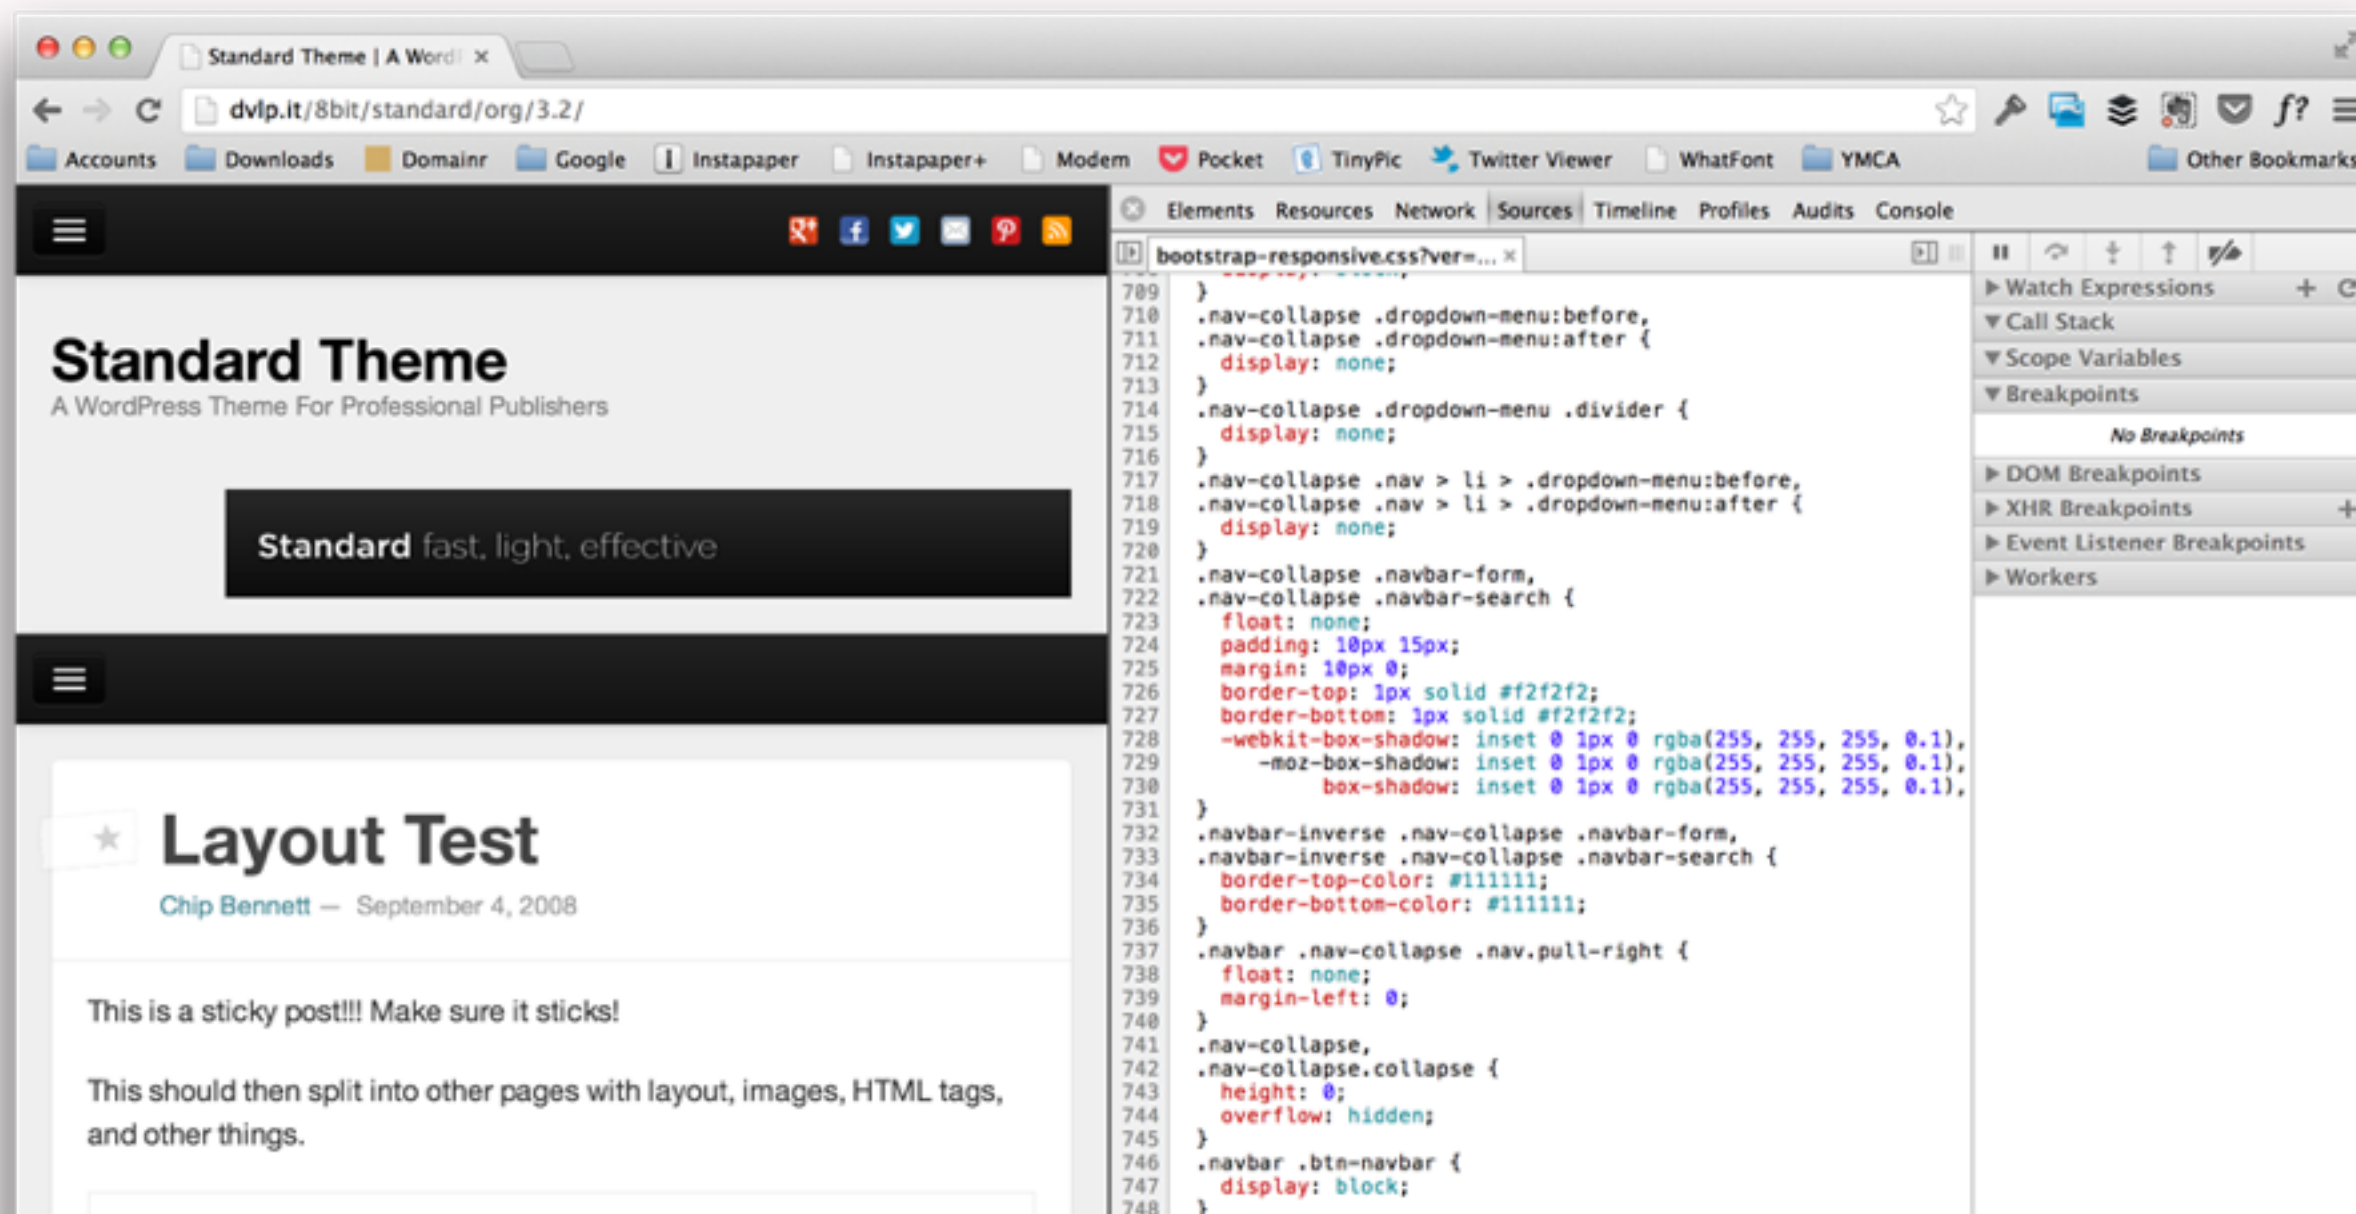 Standard Theme | A WordP
dvlp.it/8bit/standard/org/3.2/
f?
Accounts Downloads Domainr Google Instapaper Instapaper+ Modem Pocket TinyPic Twitter Viewer WhatFont YMCA Other Bookmarks
Standard Theme
A WordPress Theme For Professional Publishers
Standard fast, light, effective
Layout Test
Chip Bennett — September 4, 2008
This is a sticky post!!! Make sure it sticks!
This should then split into other pages with layout, images, HTML tags,
and other things.
Elements Resources Network Sources Timeline Profiles Audits Console
bootstrap-responsive.css?ver=...
709 }
710 .nav-collapse .dropdown-menu:before,
711 .nav-collapse .dropdown-menu:after {
712 display: none;
713 }
714 .nav-collapse .dropdown-menu .divider {
715 display: none;
716 }
717 .nav-collapse .nav > li > .dropdown-menu:before,
718 .nav-collapse .nav > li > .dropdown-menu:after {
719 display: none;
720 }
721 .nav-collapse .navbar-form,
722 .nav-collapse .navbar-search {
723 float: none;
724 padding: 10px 15px;
725 margin: 10px 0;
726 border-top: 1px solid #f2f2f2;
727 border-bottom: 1px solid #f2f2f2;
728 -webkit-box-shadow: inset 0 1px 0 rgba(255, 255, 255, 0.1),
729 -moz-box-shadow: inset 0 1px 0 rgba(255, 255, 255, 0.1),
730 box-shadow: inset 0 1px 0 rgba(255, 255, 255, 0.1),
731 }
732 .navbar-inverse .nav-collapse .navbar-form,
733 .navbar-inverse .nav-collapse .navbar-search {
734 border-top-color: #111111;
735 border-bottom-color: #111111;
736 }
737 .navbar .nav-collapse .nav.pull-right {
738 float: none;
739 margin-left: 0;
740 }
741 .nav-collapse,
742 .nav-collapse.collapse {
743 height: 0;
744 overflow: hidden;
745 }
746 .navbar .btn-navbar {
747 display: block;
748 }
Watch Expressions
Call Stack
Scope Variables
Breakpoints
No Breakpoints
DOM Breakpoints
XHR Breakpoints
Event Listener Breakpoints
Workers